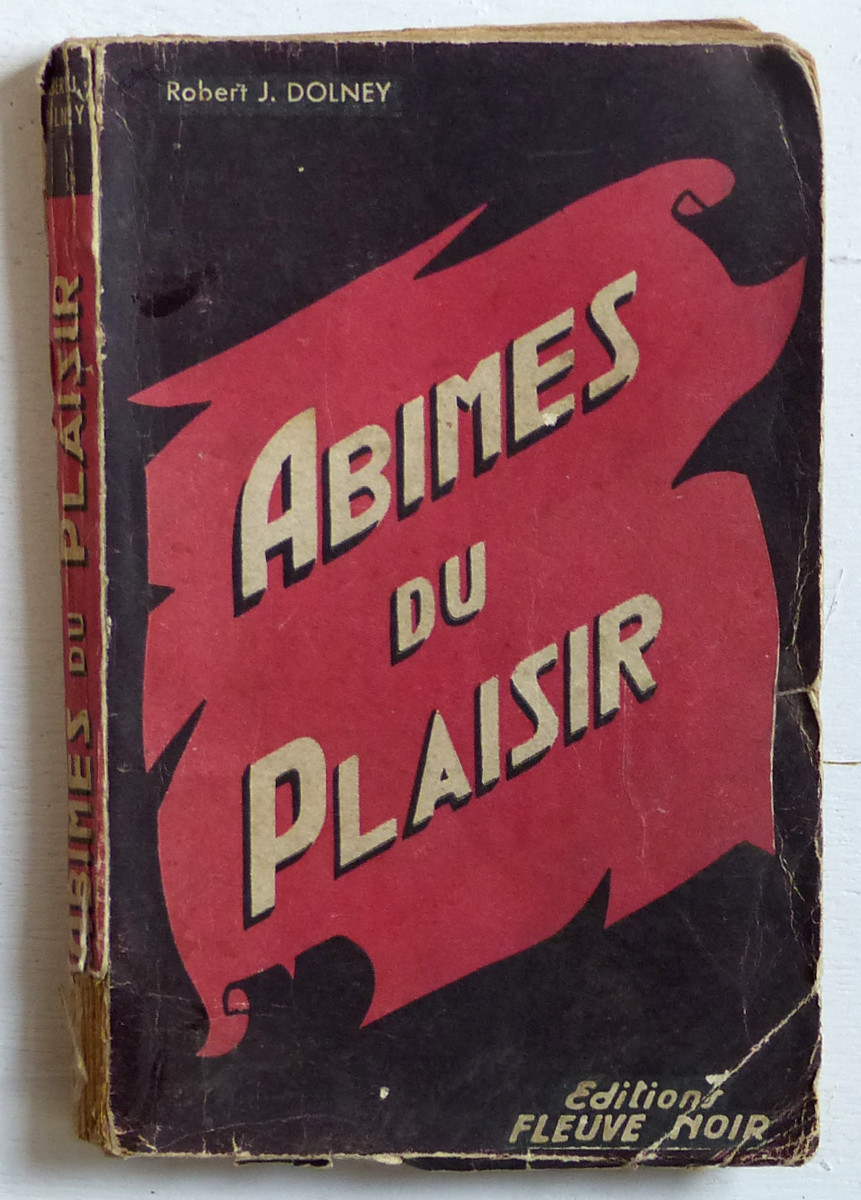 Robert J. DOLNEY
ABIMES
DU
PLAISIR
Editions
FLEUVE NOIR
ABIMES DU PLAISIR